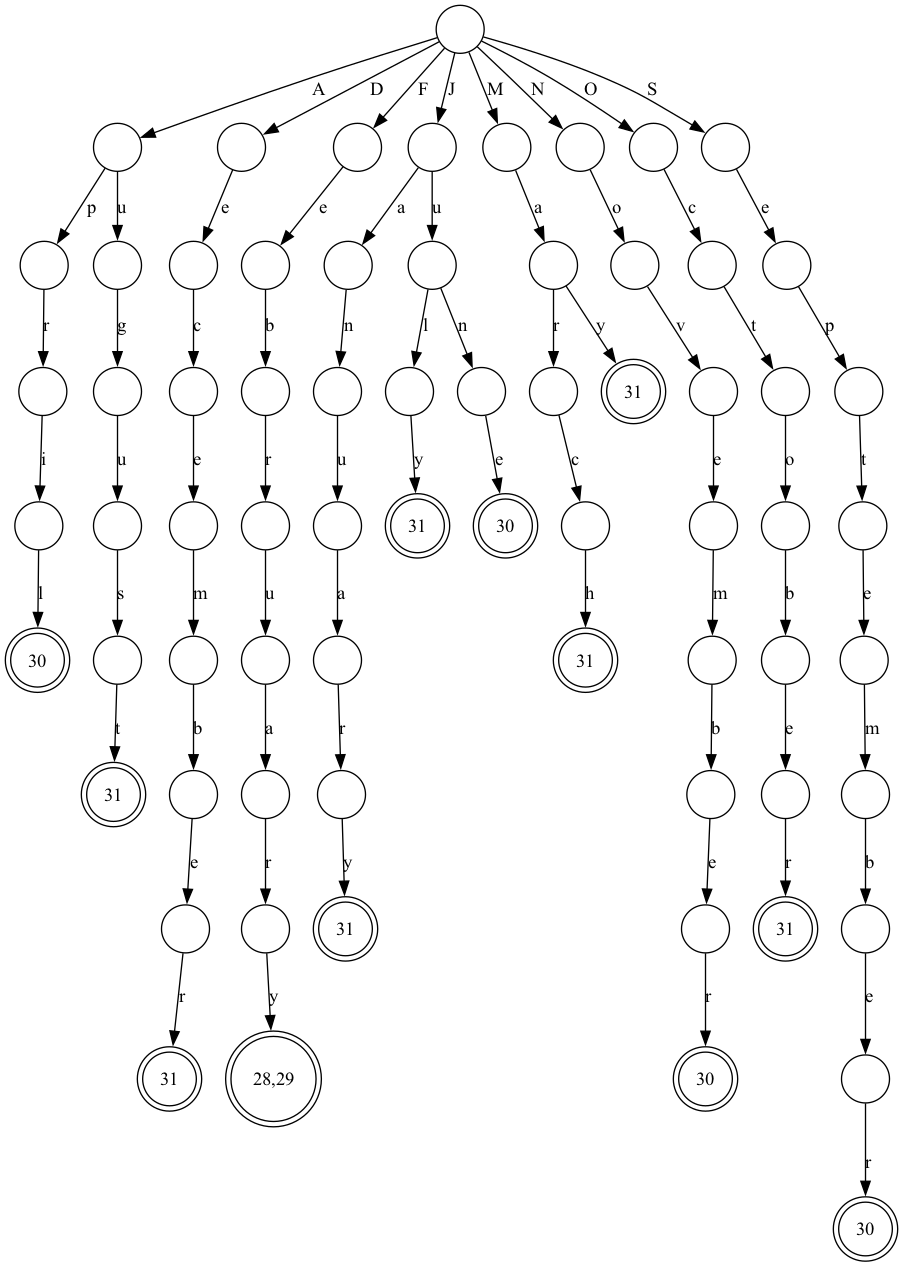 A D F J M N O S
p u e e a u a o c e
r g c b n l n r y v t p
31
i u e r u y e c e o t
31 30
l s m u a h m b e
30 31
t b a r b e m
31
e r y e r b
31 31
r y r e
31 28,29 30
r
30